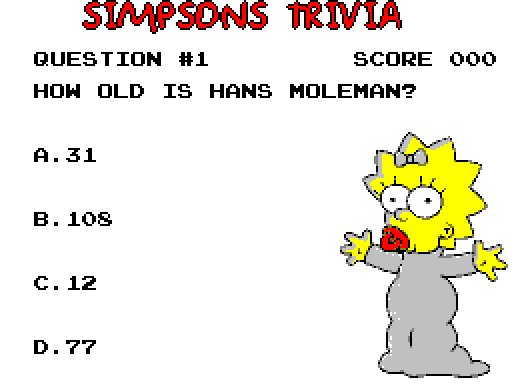 SIMPSONS TRIVIA
QUESTION #1 SCORE 000
HOW OLD IS HANS MOLEMAN?
A.31
B.108
C.12
D.77